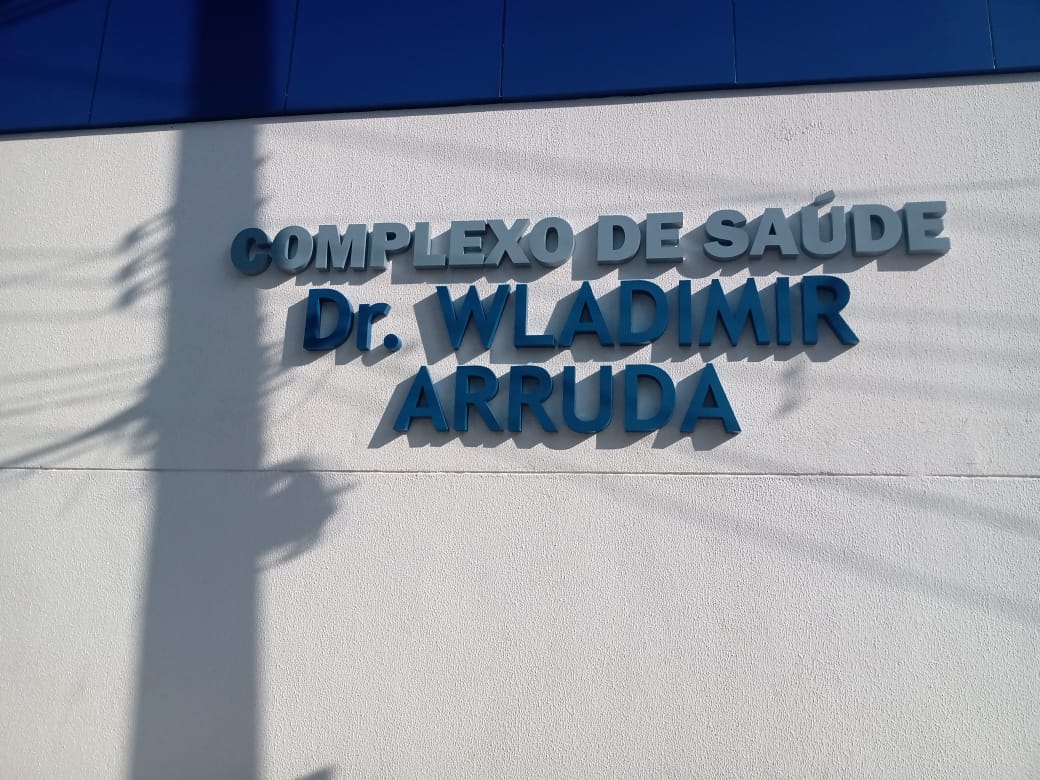 COMPLEXO DE SAÚDE
Dr. WLADIMIR
ARRUDA